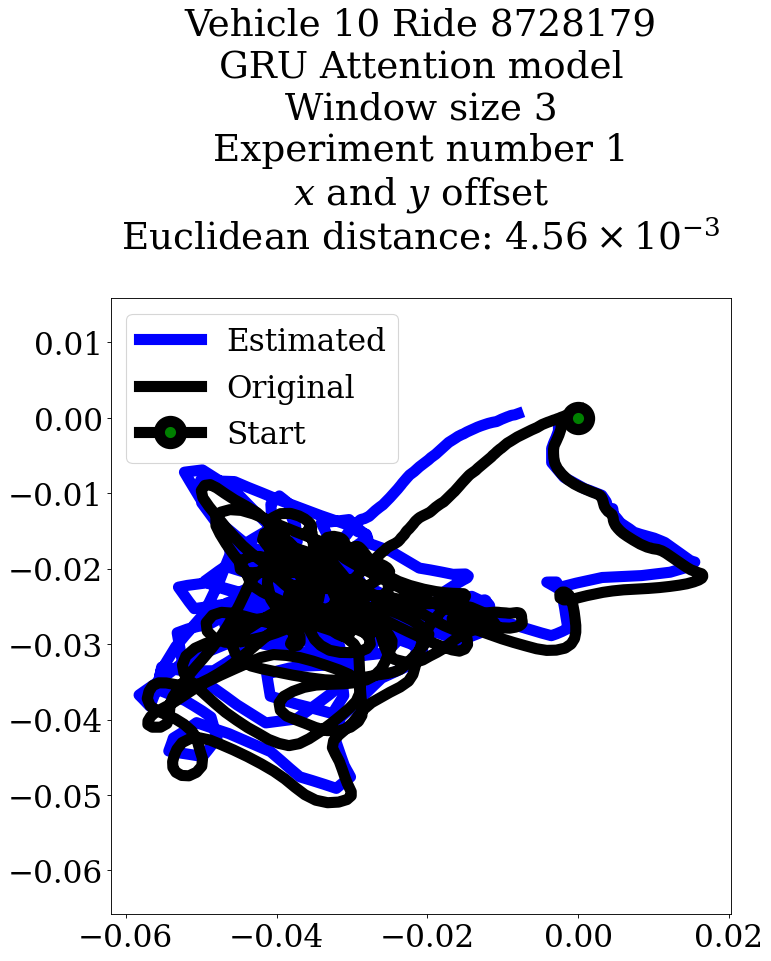 Vehicle 10 Ride 8728179
GRU Attention model
Window size 3
Experiment number 1
x and y offset
Euclidean distance: 4.56 × 10⁻³
Estimated
Original
Start
0.01
0.00
−0.01
−0.02
−0.03
−0.04
−0.05
−0.06
−0.06
−0.04
−0.02
0.00
0.02